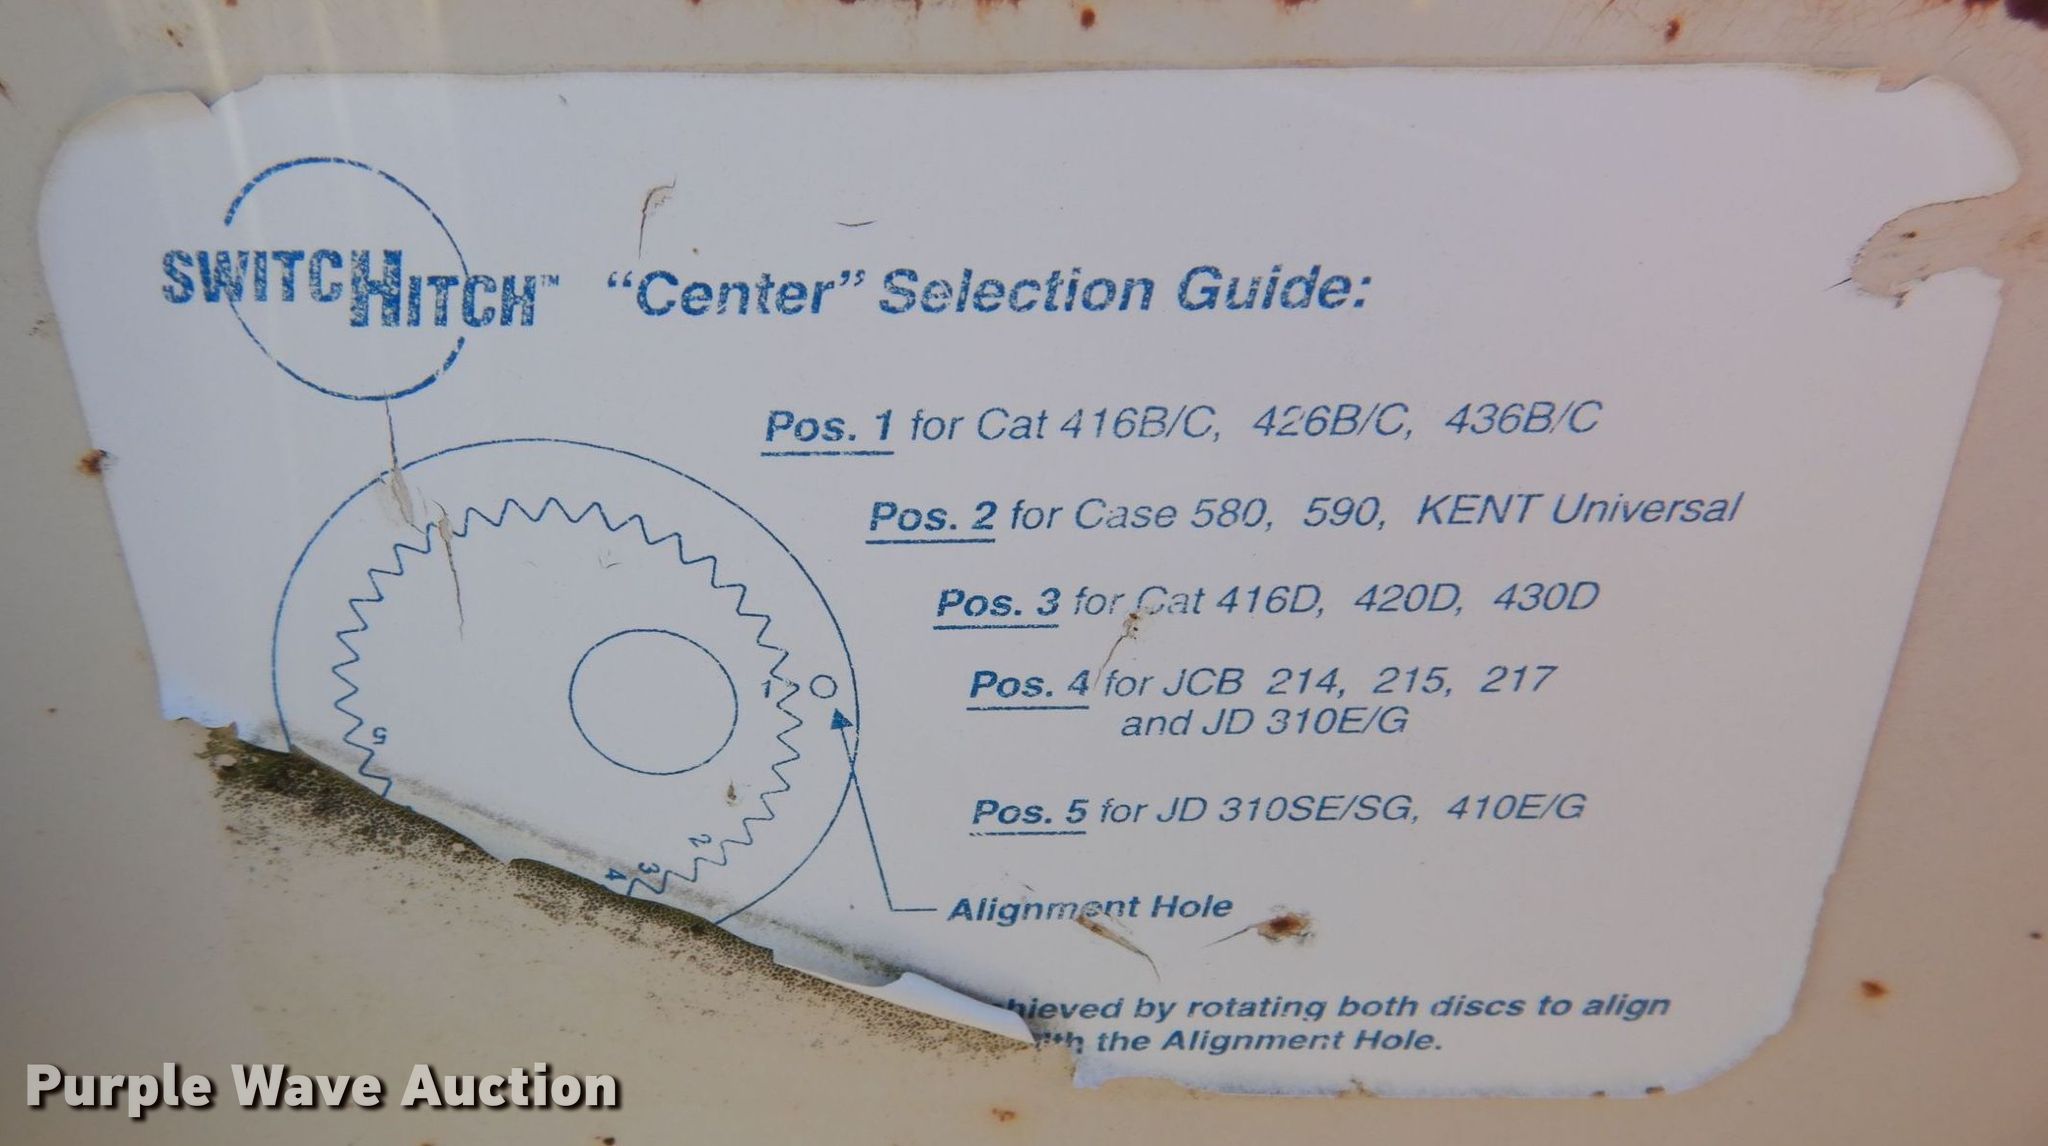 SWITCHHITCH™ “Center” Selection Guide:
Pos. 1 for Cat 416B/C, 426B/C, 436B/C
Pos. 2 for Case 580, 590, KENT Universal
Pos. 3 for Cat 416D, 420D, 430D
Pos. 4 for JCB 214, 215, 217
and JD 310E/G
Pos. 5 for JD 310SE/SG, 410E/G
1
5
2
3
4
Alignment Hole
by rotating both discs to align
the Alignment Hole.
Purple Wave Auction